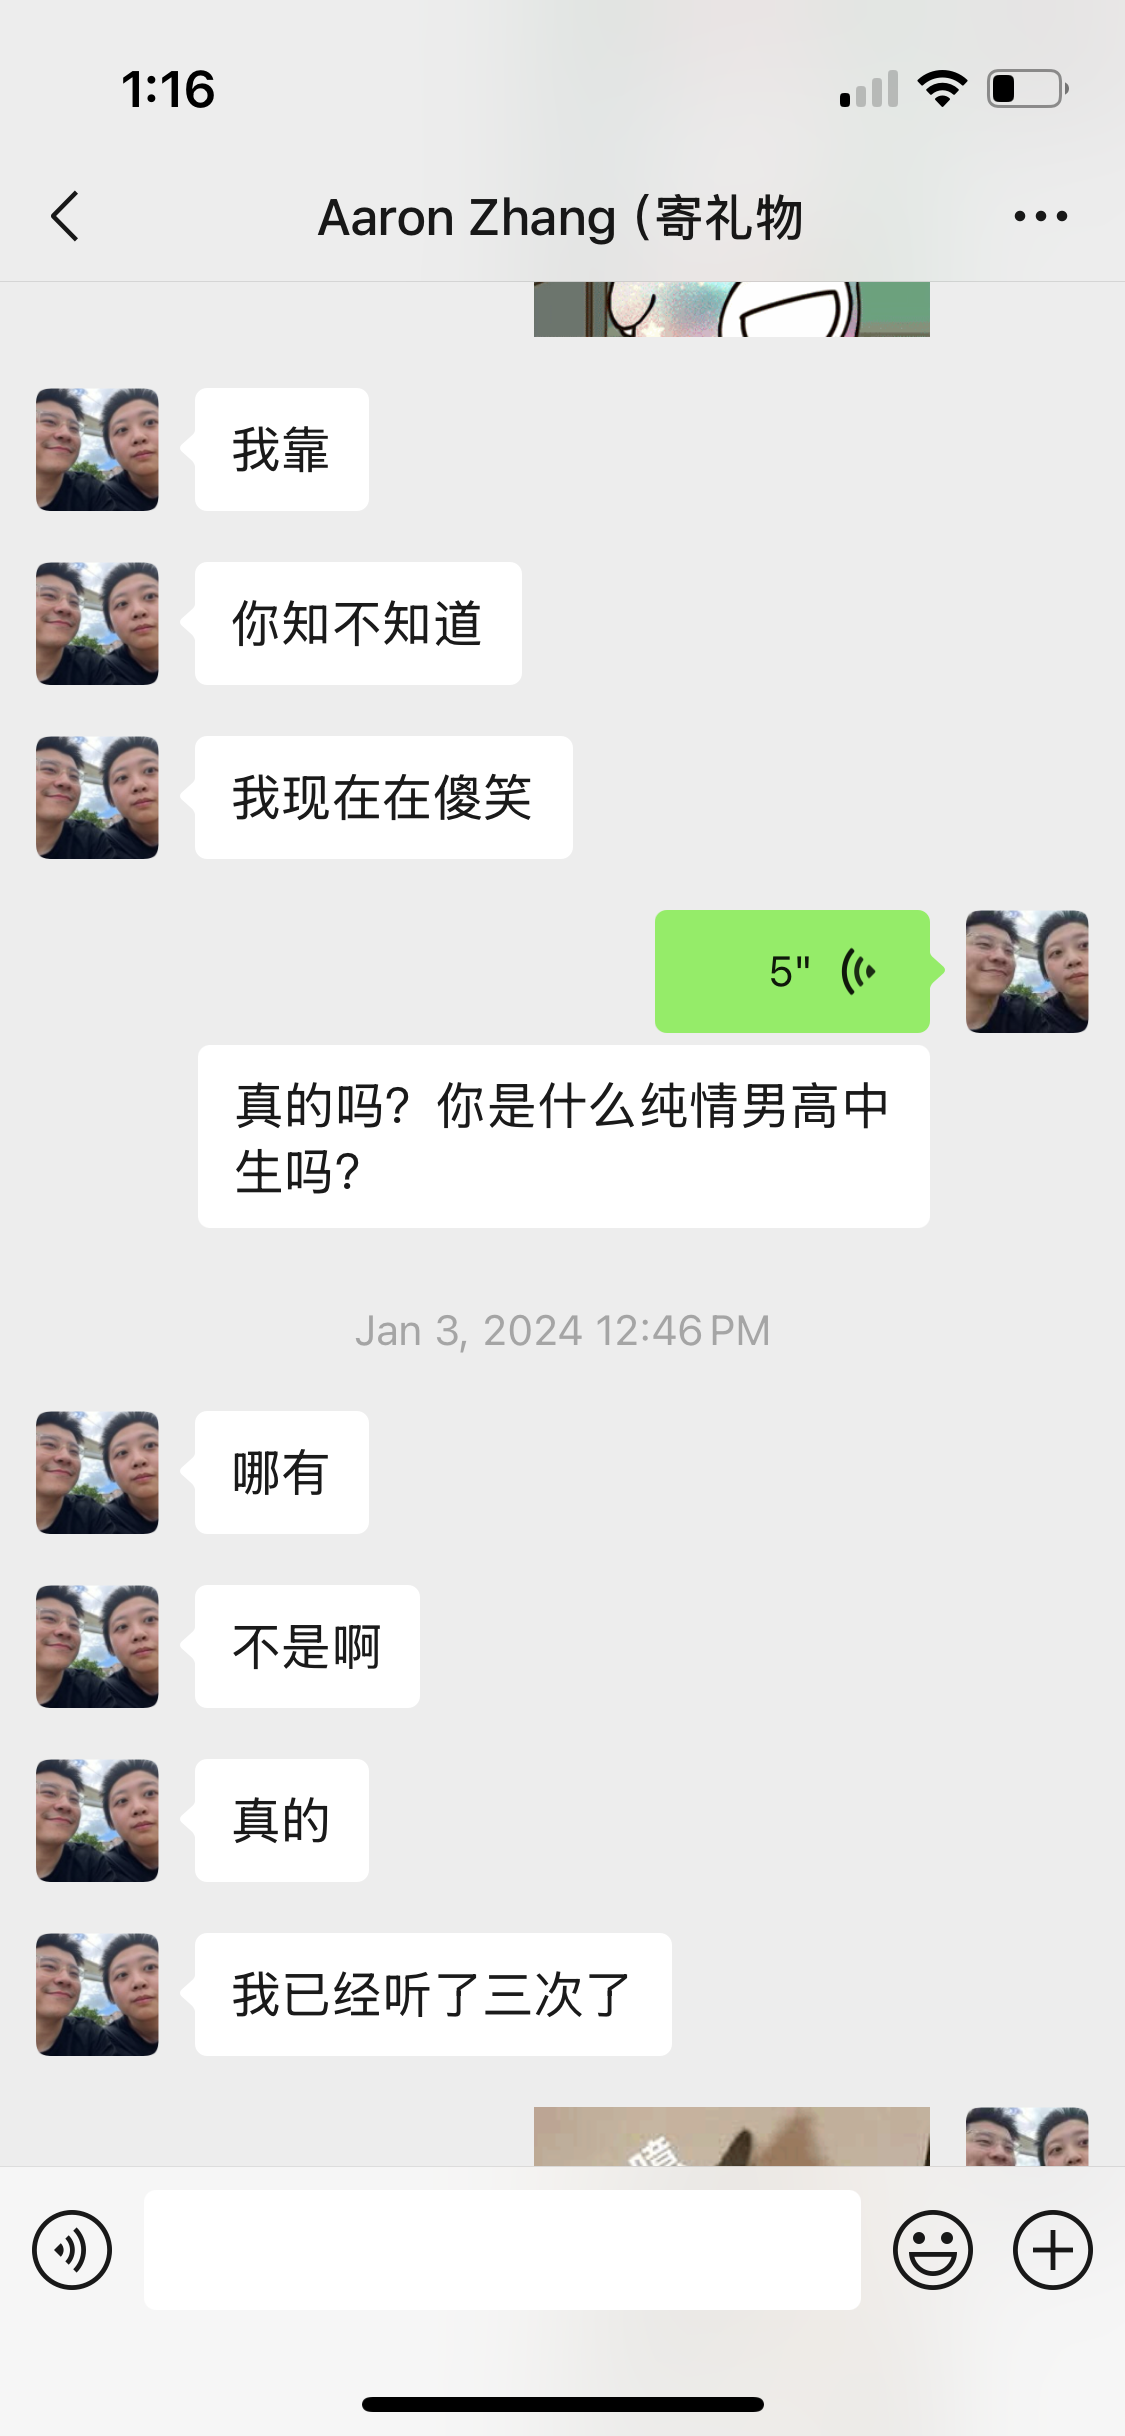 1:16
Aaron Zhang (寄礼物
我靠
你知不知道
我现在在傻笑
5"
真的吗？你是什么纯情男高中
生吗？
Jan 3, 2024 12:46 PM
哪有
不是啊
真的
我已经听了三次了